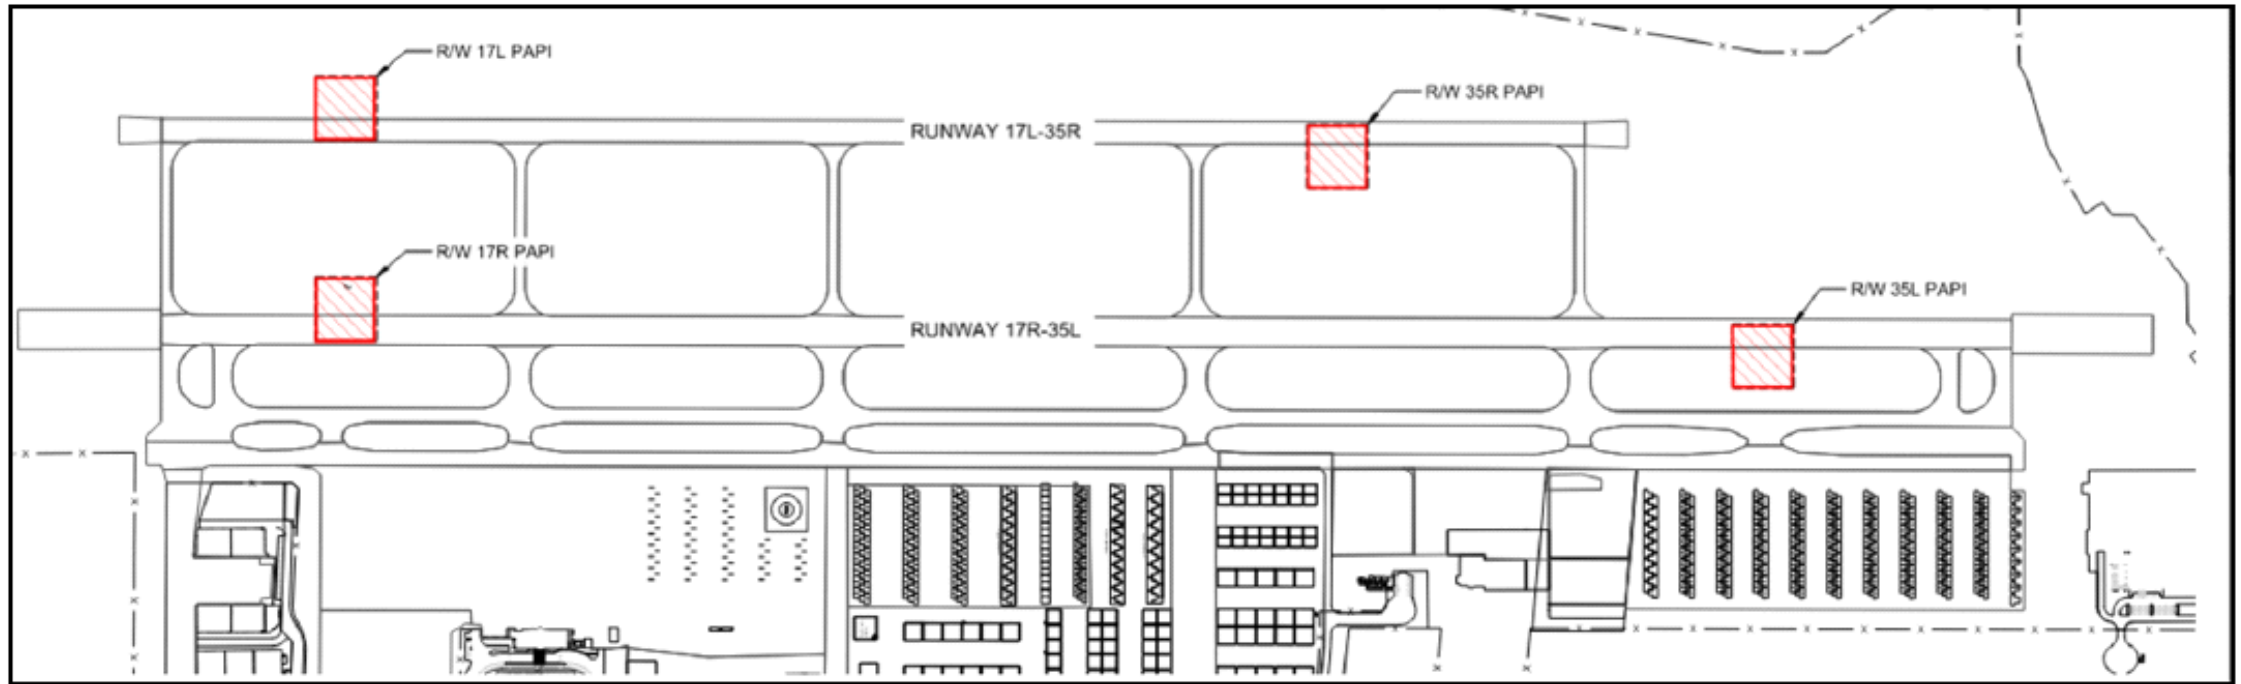 R/W 17L PAPI
R/W 35R PAPI
RUNWAY 17L-35R
R/W 17R PAPI
R/W 35L PAPI
RUNWAY 17R-35L